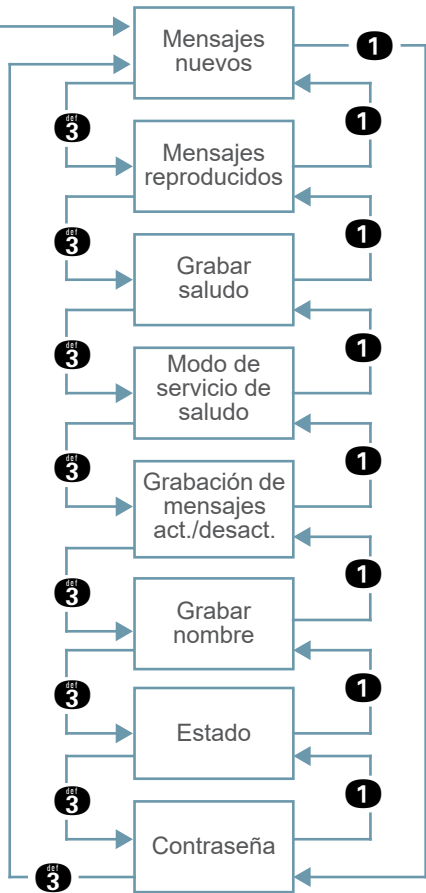 Mensajes
nuevos
1
def
3
1
Mensajes
reproducidos
def
3
1
Grabar
saludo
def
3
1
Modo de
servicio de
saludo
def
3
1
Grabación de
mensajes
act./desact.
def
3
1
Grabar
nombre
def
3
1
Estado
def
3
1
Contraseña
def
3